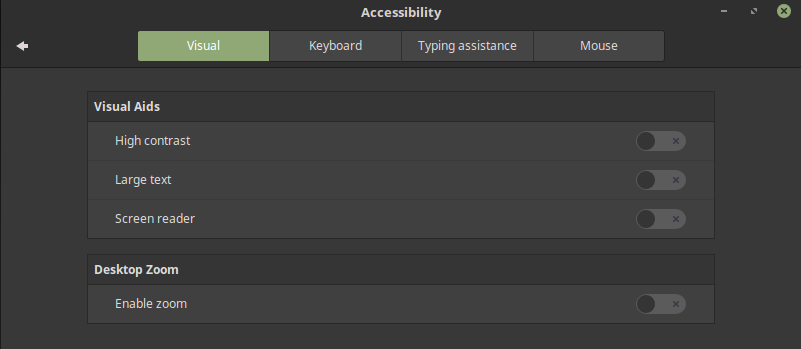 Accessibility
Visual Keyboard Typing assistance Mouse
Visual Aids
High contrast
Large text
Screen reader
Desktop Zoom
Enable zoom